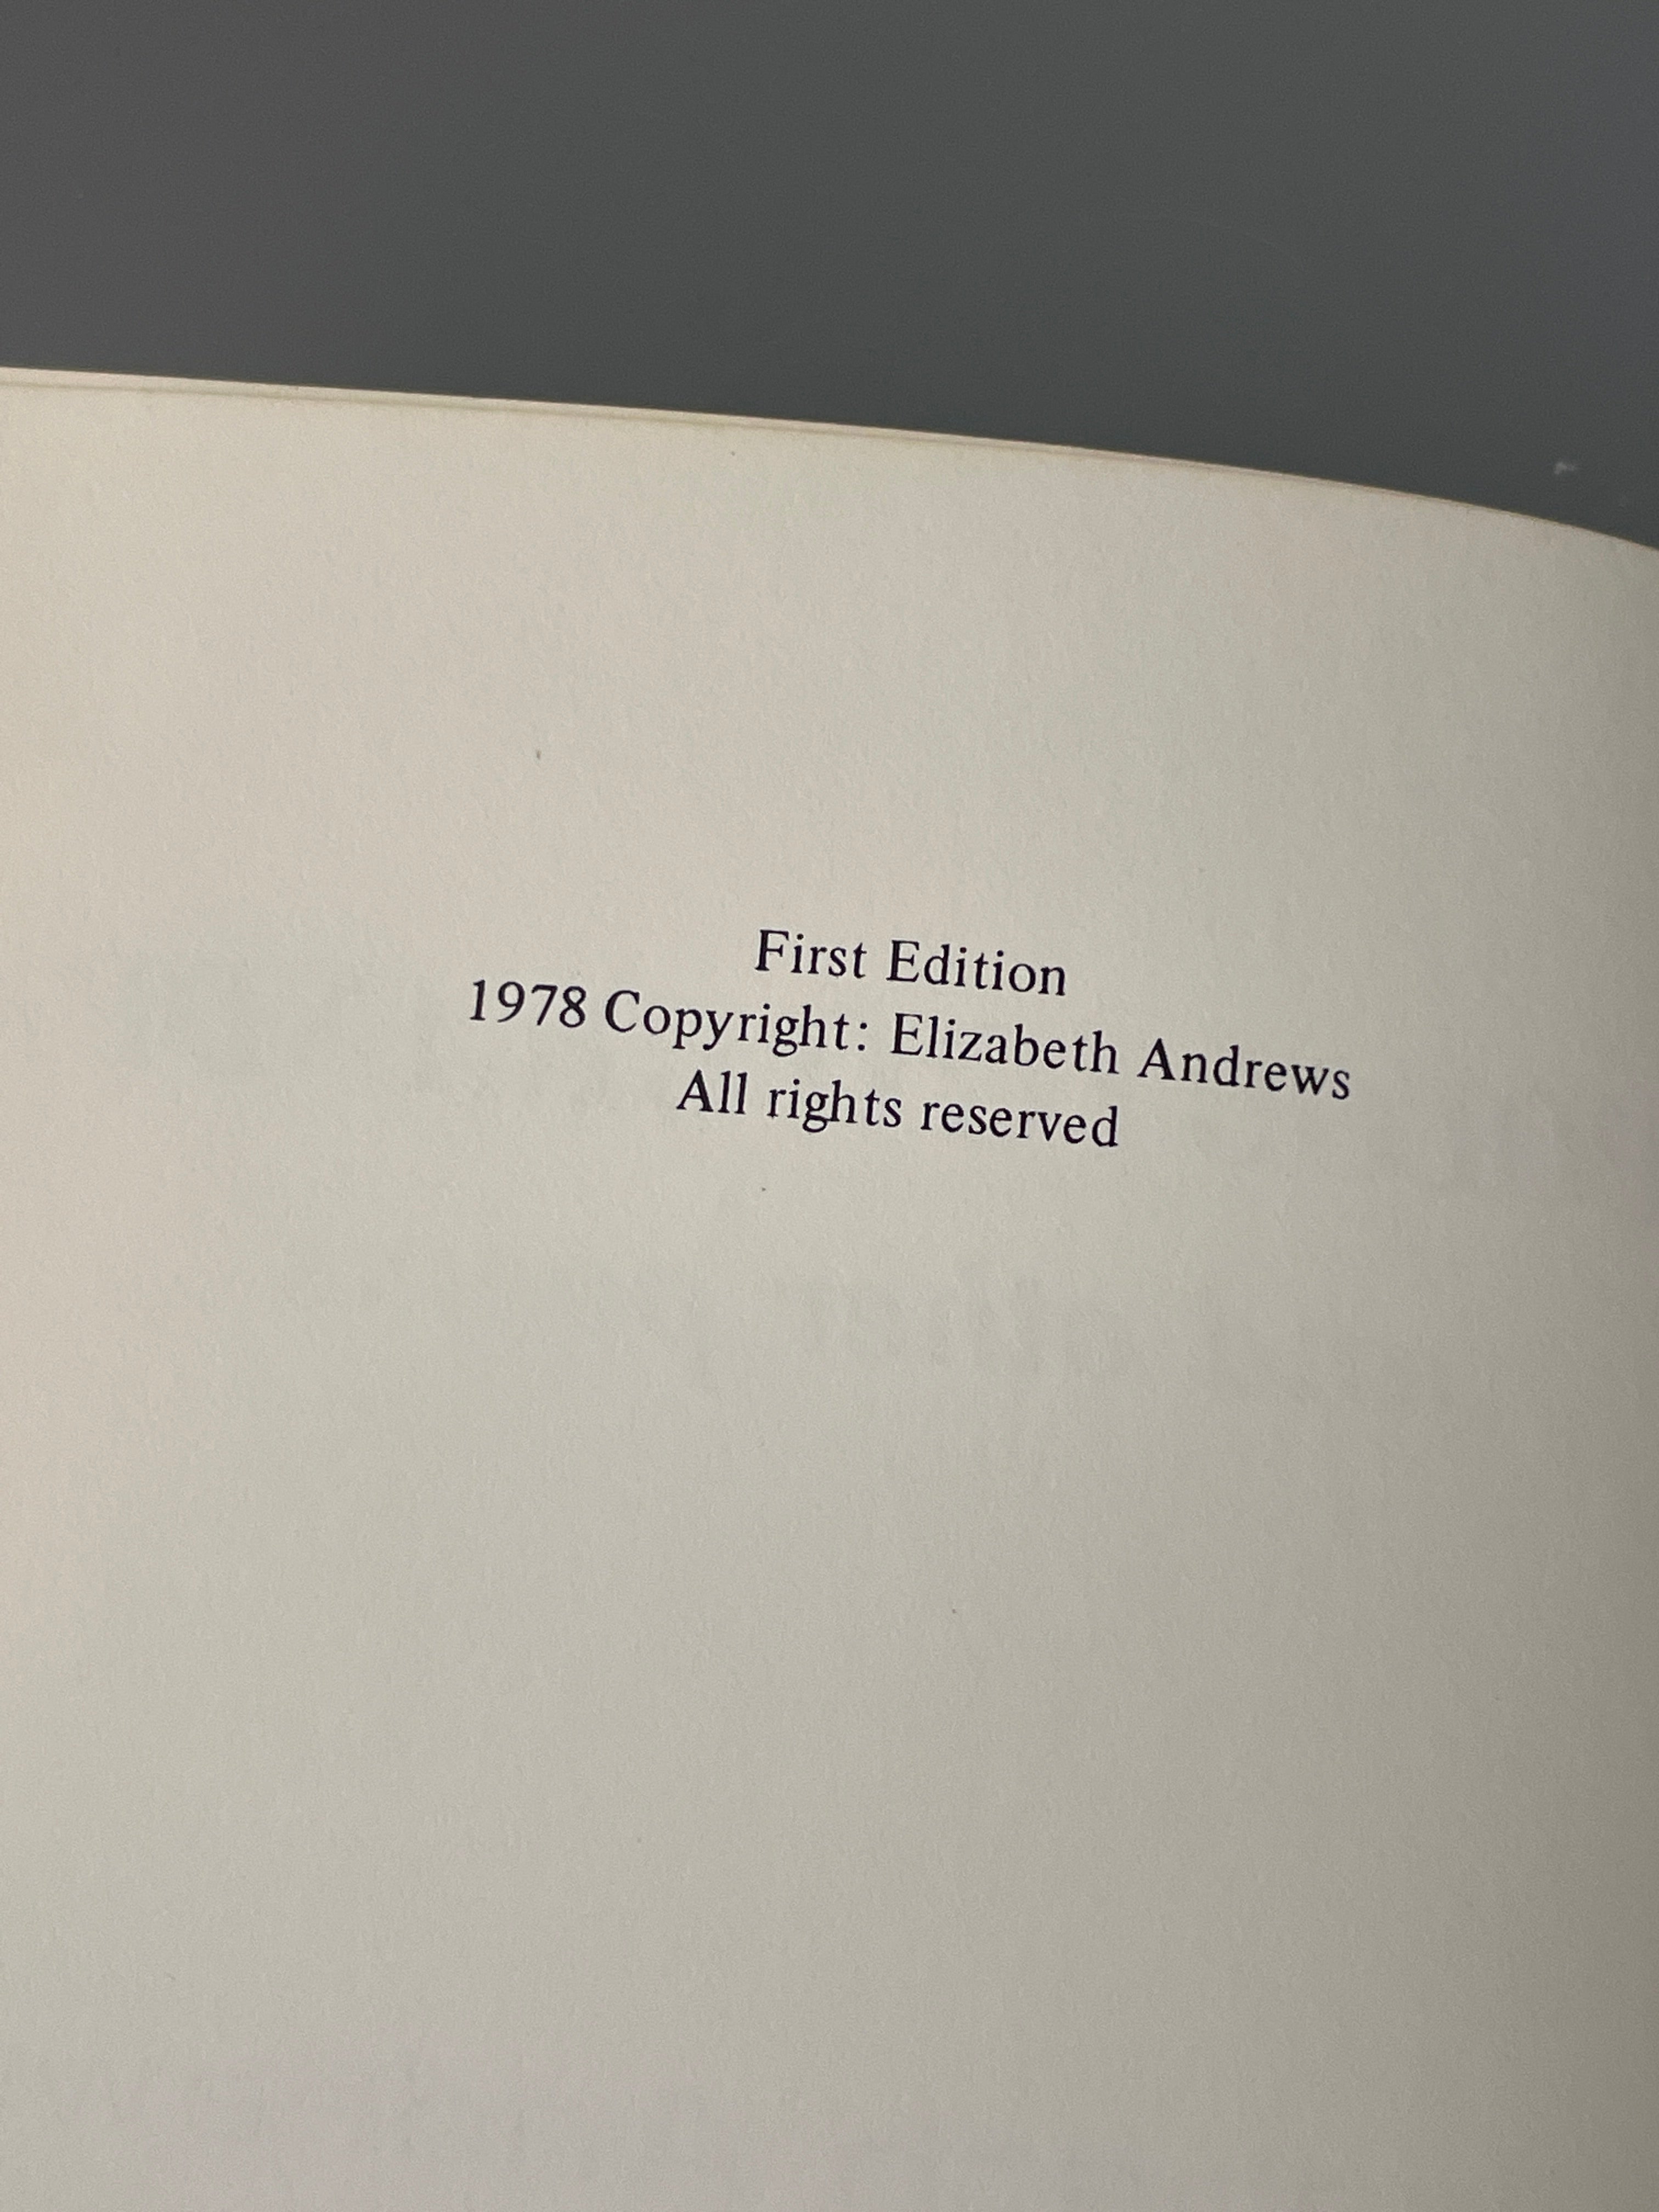 First Edition
1978 Copyright: Elizabeth Andrews
All rights reserved